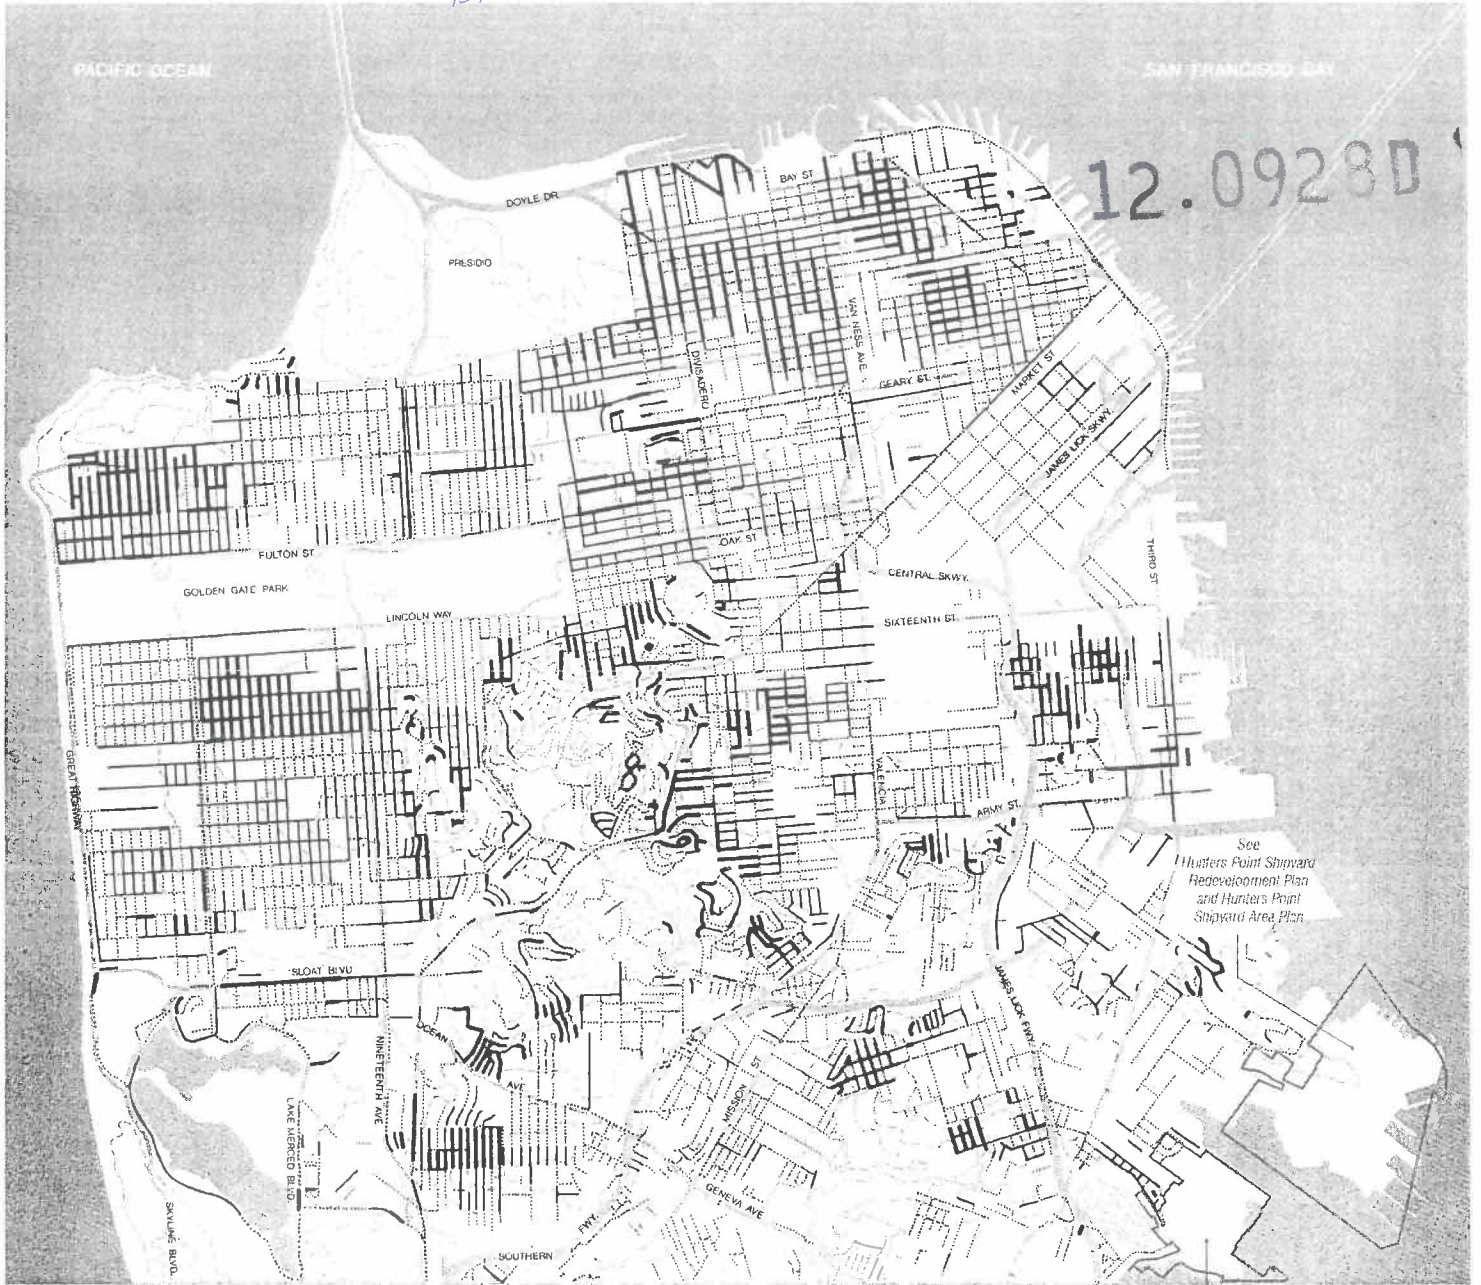 PACIFIC OCEAN
SAN FRANCISCO BAY
12.0928D
BAY ST
DOYLE DR
PRESIDIO
VAN NESS AVE
DIVISADERO
MARKET ST
GEARY ST
JAMES LICK SKWY.
OAK ST
FULTON ST
THIRD ST
CENTRAL SKWY.
GOLDEN GATE PARK
LINCOLN WAY
SIXTEENTH ST.
GREAT HIGHWAY
VALENCIA
ARMY ST.
See
Hunters Point Shipyard
Redevelopment Plan
and Hunters Point
Shipyard Area Plan
SLOAT BLVD
JAMES LICK FWY.
OCEAN
AVE
NINETEENTH AVE
MISSION
ST
LAKE MERCED BLVD.
GENEVA AVE
SKYLINE BLVD.
FWY.
SOUTHERN